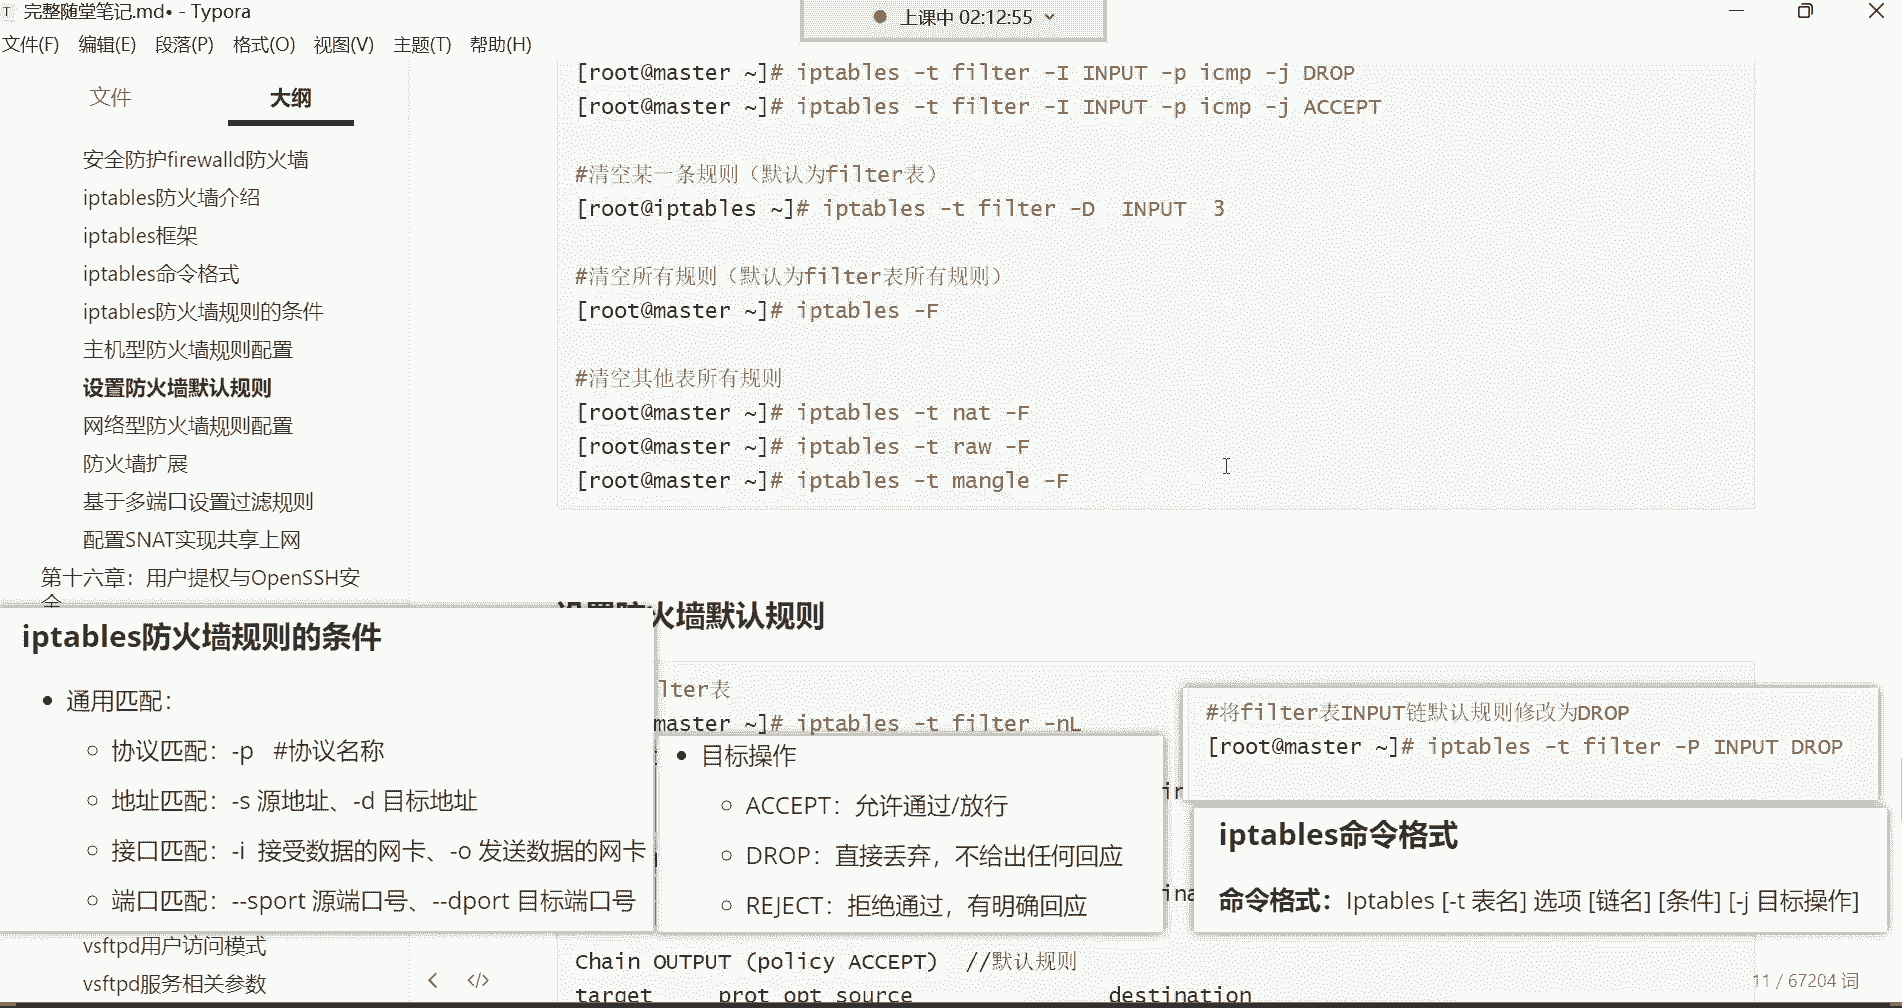 完整随堂笔记.md• - Typora
上课中 02:12:55
文件(F) 编辑(E) 段落(P) 格式(O) 视图(V) 主题(T) 帮助(H)
文件 大纲
安全防护firewalld防火墙
iptables防火墙介绍
iptables框架
iptables命令格式
iptables防火墙规则的条件
主机型防火墙规则配置
设置防火墙默认规则
网络型防火墙规则配置
防火墙扩展
基于多端口设置过滤规则
配置SNAT实现共享上网
第十六章：用户提权与OpenSSH安
全
vsftpd用户访问模式
vsftpd服务相关参数
[root@master ~]# iptables -t filter -I INPUT -p icmp -j DROP
[root@master ~]# iptables -t filter -I INPUT -p icmp -j ACCEPT
#清空某一条规则（默认为filter表）
[root@iptables ~]# iptables -t filter -D  INPUT  3
#清空所有规则（默认为filter表所有规则）
[root@master ~]# iptables -F
#清空其他表所有规则
[root@master ~]# iptables -t nat -F
[root@master ~]# iptables -t raw -F
[root@master ~]# iptables -t mangle -F
设置防火墙默认规则
lter表
master ~]# iptables -t filter -nL
Chain OUTPUT (policy ACCEPT)  //默认规则
target prot opt source destination
iptables防火墙规则的条件
• 通用匹配：
○ 协议匹配：-p #协议名称
○ 地址匹配：-s 源地址、-d 目标地址
○ 接口匹配：-i 接受数据的网卡、-o 发送数据的网卡
○ 端口匹配：--sport 源端口号、--dport 目标端口号
• 目标操作
○ ACCEPT：允许通过/放行
○ DROP：直接丢弃，不给出任何回应
○ REJECT：拒绝通过，有明确回应
#将filter表INPUT链默认规则修改为DROP
[root@master ~]# iptables -t filter -P INPUT DROP
iptables命令格式
命令格式：Iptables [-t 表名] 选项 [链名] [条件] [-j 目标操作]
11 / 67204 词